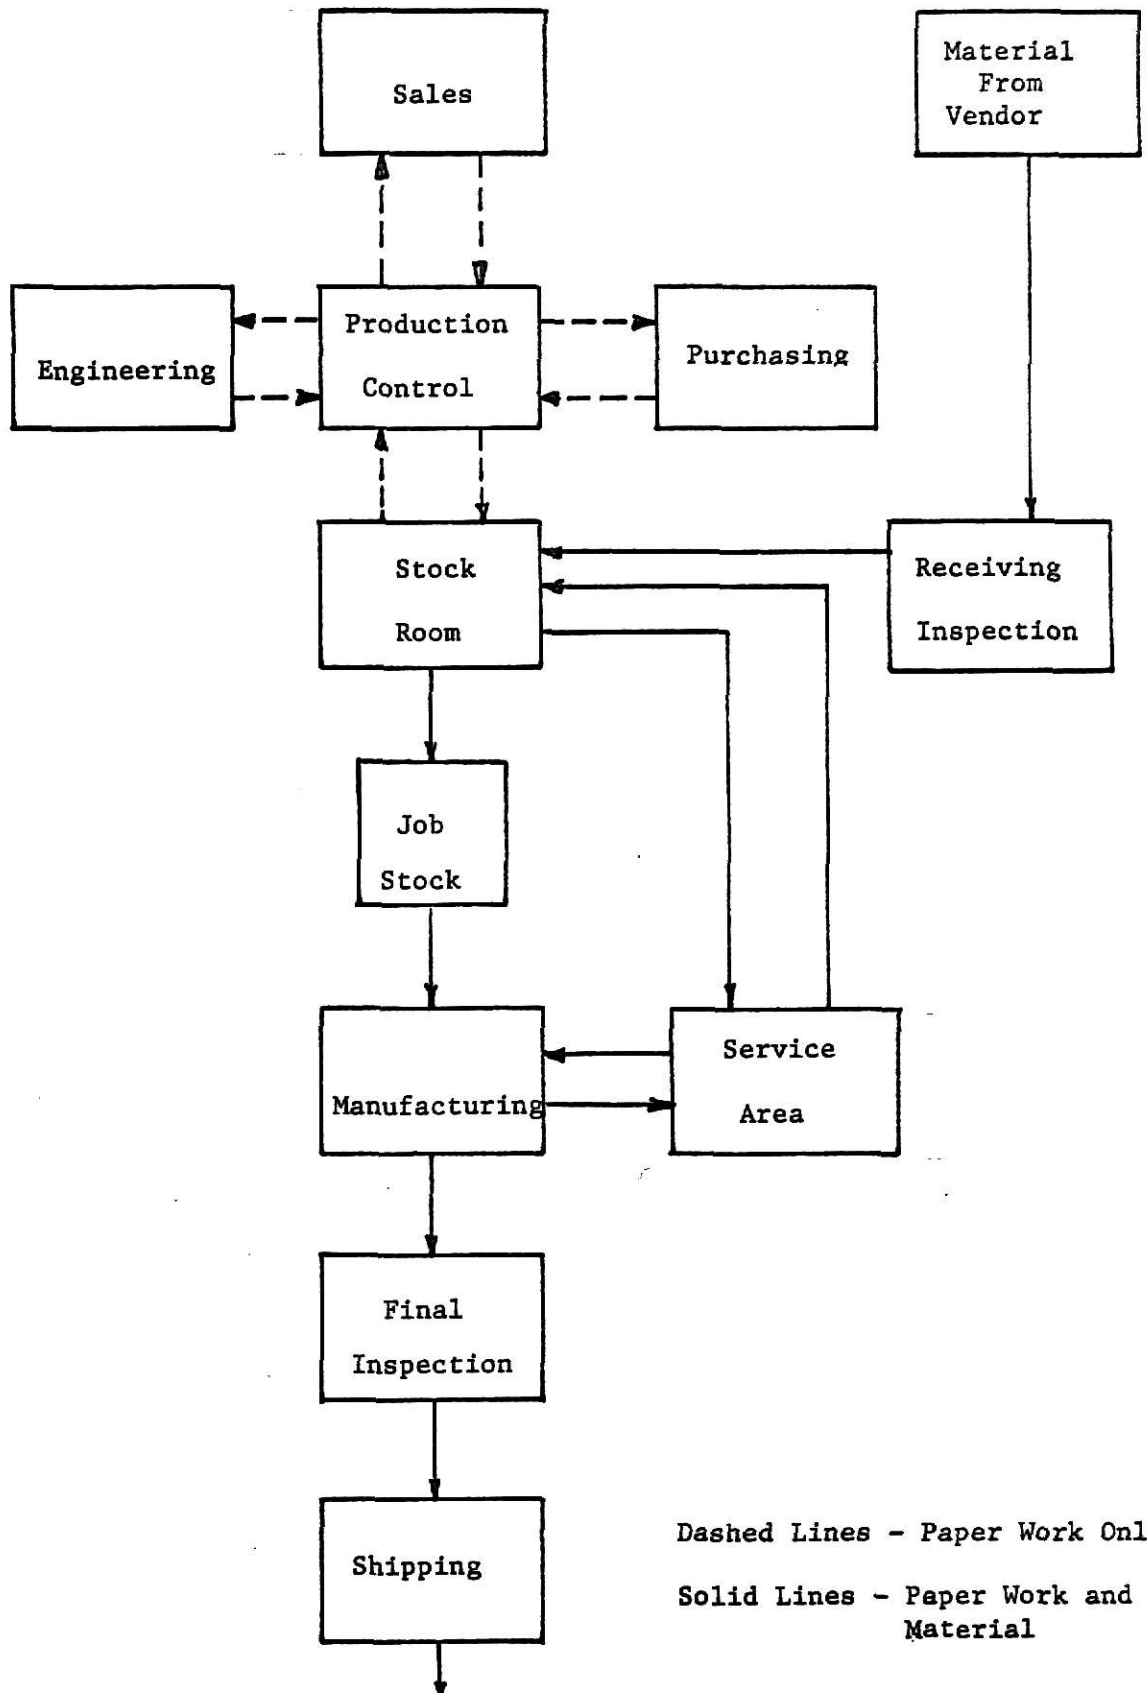 Sales
Material
From
Vendor
Engineering
Production
Control
Purchasing
Stock
Room
Receiving
Inspection
Job
Stock
Manufacturing
Service
Area
Final
Inspection
Shipping
Dashed Lines - Paper Work Onl
Solid Lines - Paper Work and
Material